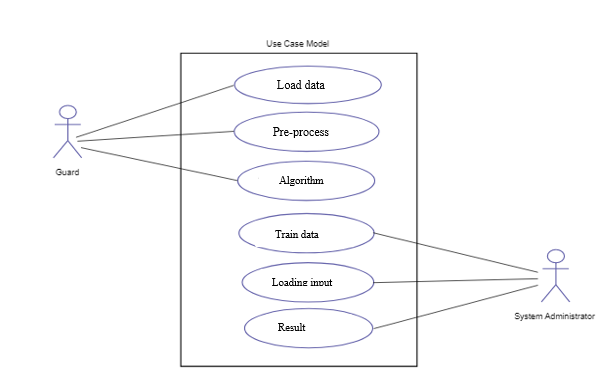 Use Case Model
Load data
Pre-process
Guard
Algorithm
Train data
Loading input
System Administrator
Result